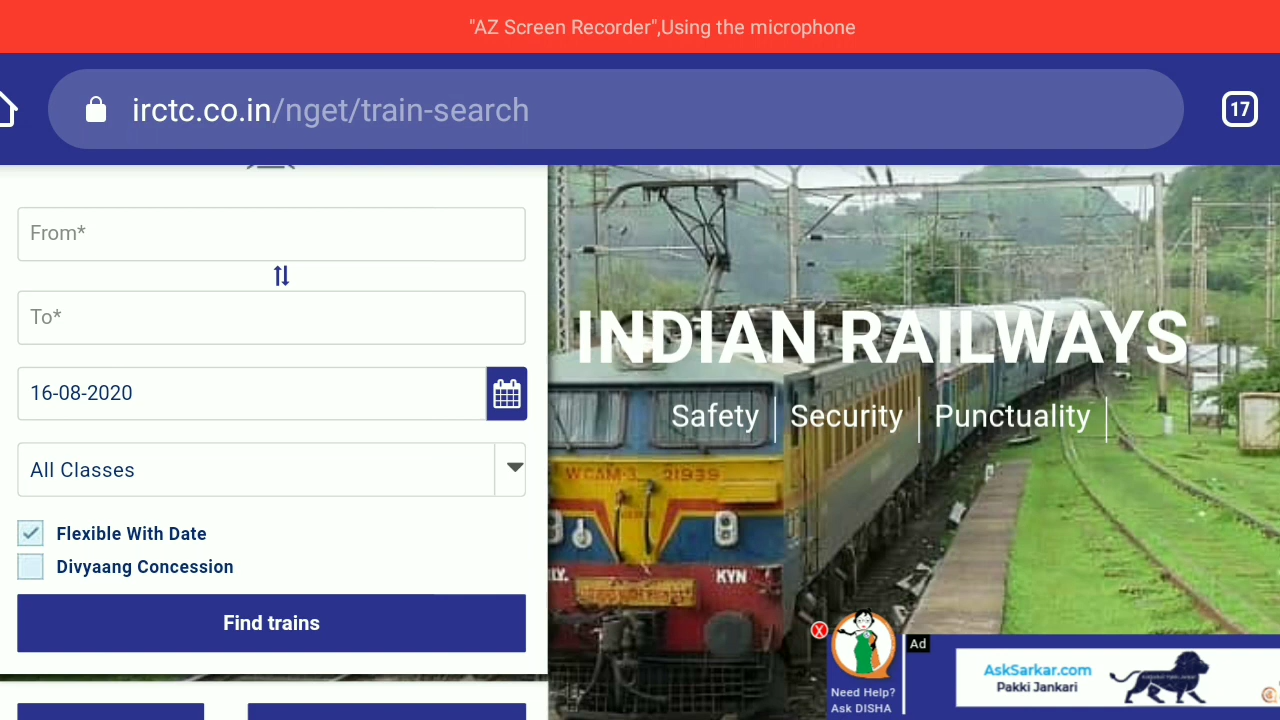 "AZ Screen Recorder",Using the microphone
irctc.co.in/nget/train-search
17
From*
To*
16-08-2020
All Classes
Flexible With Date
Divyaang Concession
Find trains
INDIAN RAILWAYS
Safety
Security
Punctuality
WCAM-3 21939
KYN
X
Need Help?
Ask DISHA
Ad
AskSarkar.com
Pakki Jankari